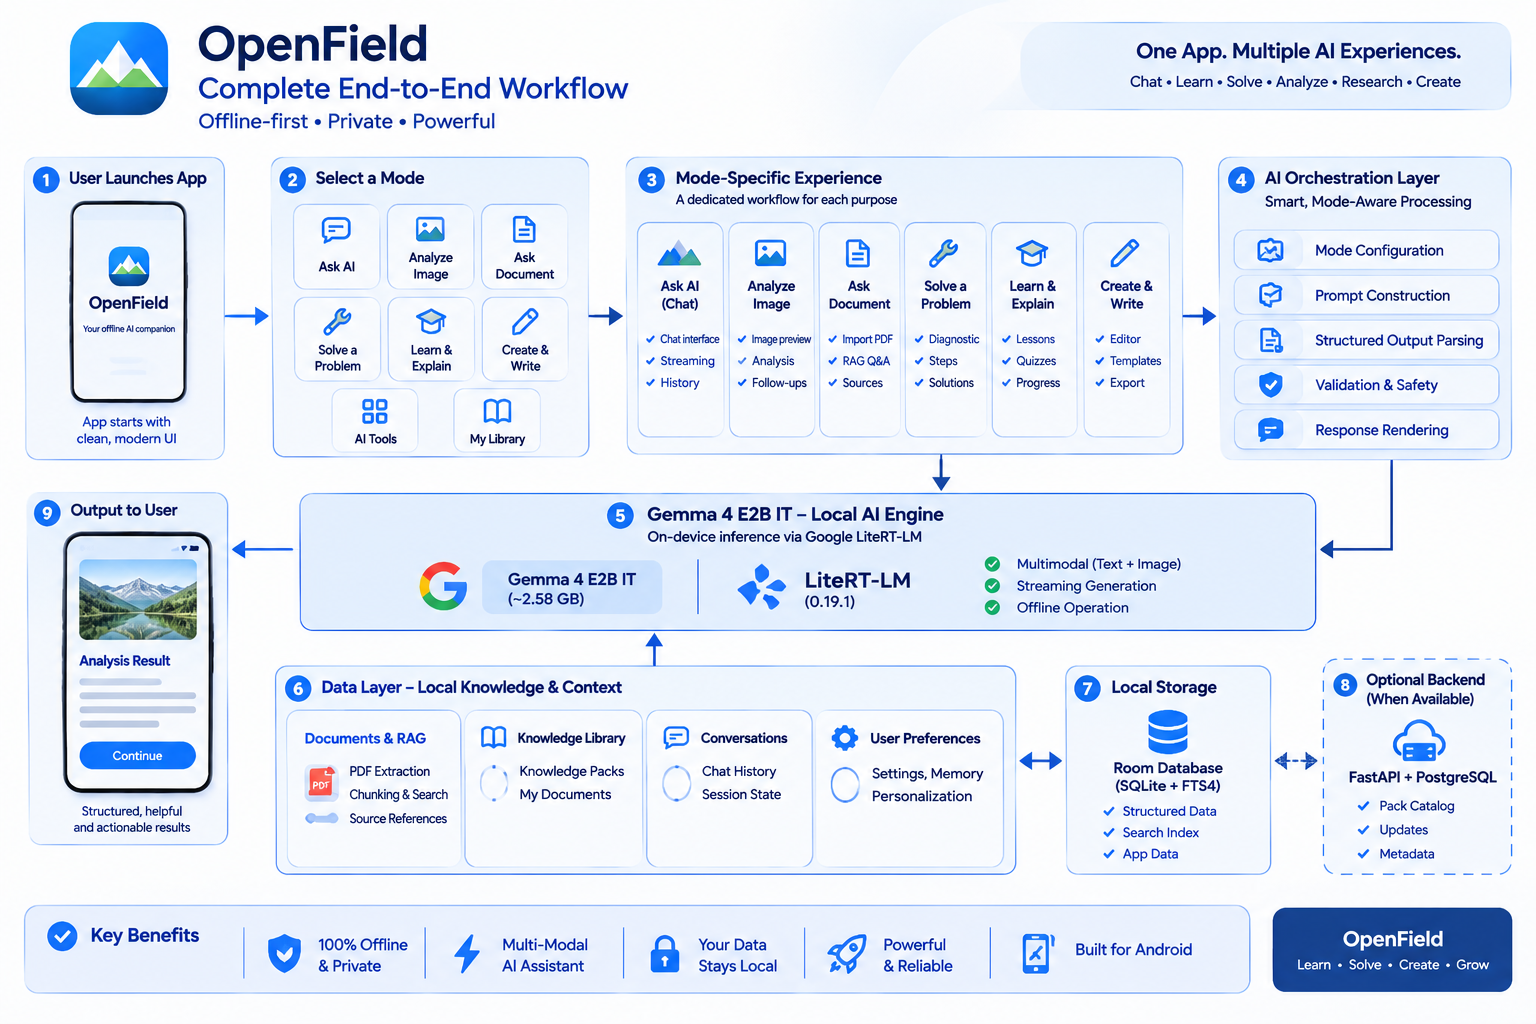 OpenField
Complete End-to-End Workflow
Offline-first • Private • Powerful
One App. Multiple AI Experiences.
Chat • Learn • Solve • Analyze • Research • Create
1 User Launches App
OpenField
Your offline AI companion
App starts with
clean, modern UI
2 Select a Mode
Ask AI
Analyze
Image
Ask
Document
Solve a
Problem
Learn &
Explain
Create &
Write
AI Tools
My Library
3 Mode-Specific Experience
A dedicated workflow for each purpose
Ask AI
(Chat)
Chat interface
Streaming
History
Analyze
Image
Image preview
Analysis
Follow-ups
Ask
Document
Import PDF
RAG Q&A
Sources
Solve a
Problem
Diagnostic
Steps
Solutions
Learn &
Explain
Lessons
Quizzes
Progress
Create &
Write
Editor
Templates
Export
4 AI Orchestration Layer
Smart, Mode-Aware Processing
Mode Configuration
Prompt Construction
Structured Output Parsing
Validation & Safety
Response Rendering
5 Gemma 4 E2B IT – Local AI Engine
On-device inference via Google LiteRT-LM
Gemma 4 E2B IT
(~2.58 GB)
LiteRT-LM
(0.19.1)
Multimodal (Text + Image)
Streaming Generation
Offline Operation
6 Data Layer – Local Knowledge & Context
Documents & RAG
PDF
PDF Extraction
Chunking & Search
Source References
Knowledge Library
Knowledge Packs
My Documents
Conversations
Chat History
Session State
User Preferences
Settings, Memory
Personalization
7 Local Storage
Room Database
(SQLite + FTS4)
Structured Data
Search Index
App Data
8 Optional Backend
(When Available)
FastAPI + PostgreSQL
Pack Catalog
Updates
Metadata
9 Output to User
Analysis Result
Continue
Structured, helpful
and actionable results
Key Benefits
100% Offline
& Private
Multi-Modal
AI Assistant
Your Data
Stays Local
Powerful
& Reliable
Built for Android
OpenField
Learn • Solve • Create • Grow